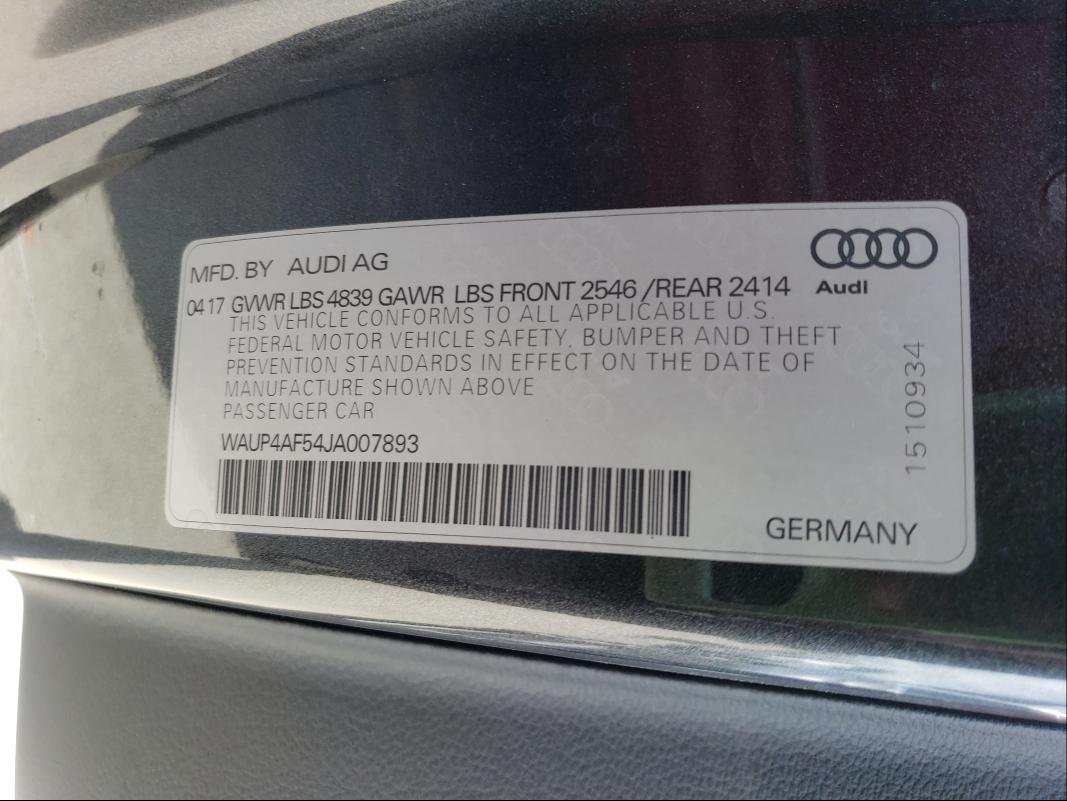 MFD. BY AUDI AG
Audi
04 17 GVWR LBS 4839 GAWR LBS FRONT 2546 /REAR 2414
THIS VEHICLE CONFORMS TO ALL APPLICABLE U.S.
FEDERAL MOTOR VEHICLE SAFETY, BUMPER AND THEFT
PREVENTION STANDARDS IN EFFECT ON THE DATE OF
MANUFACTURE SHOWN ABOVE
PASSENGER CAR
WAUP4AF54JA007893
1510934
GERMANY